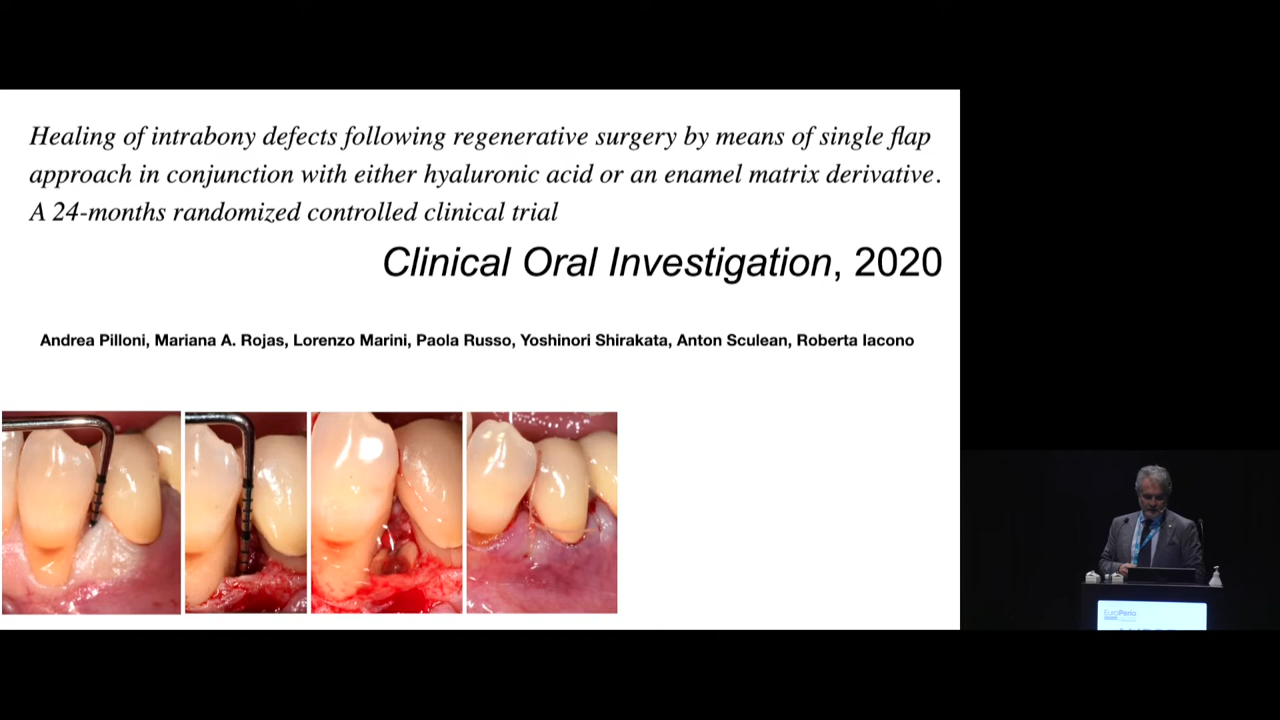 Healing of intrabony defects following regenerative surgery by means of single flap
approach in conjunction with either hyaluronic acid or an enamel matrix derivative.
A 24-months randomized controlled clinical trial
Clinical Oral Investigation, 2020
Andrea Pilloni, Mariana A. Rojas, Lorenzo Marini, Paola Russo, Yoshinori Shirakata, Anton Sculean, Roberta Iacono
EuroPerio